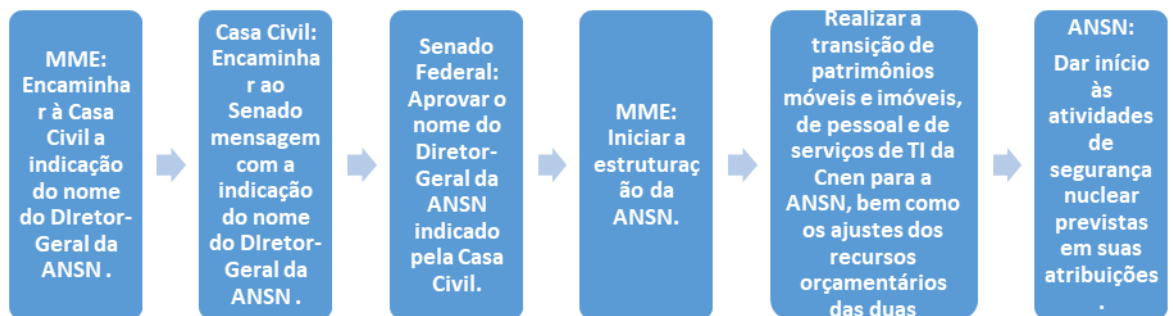 MME:
Encaminha
r à Casa
Civil a
indicação
do nome
do DIretor-
Geral da
ANSN .
Casa Civil:
Encaminha
r ao
Senado
mensagem
com a
indicação
do nome
do DIretor-
Geral da
ANSN .
Senado
Federal:
Aprovar o
nome do
Diretor-
Geral da
ANSN
indicado
pela Casa
Civil.
MME:
Iniciar a
estruturaç
ão da
ANSN.
Realizar a
transição de
patrimônios
móveis e imóveis,
de pessoal e de
serviços de TI da
Cnen para a
ANSN, bem como
os ajustes dos
recursos
orçamentários
das duas
ANSN:
Dar início
às
atividades
de
segurança
nuclear
previstas
em suas
atribuições
.